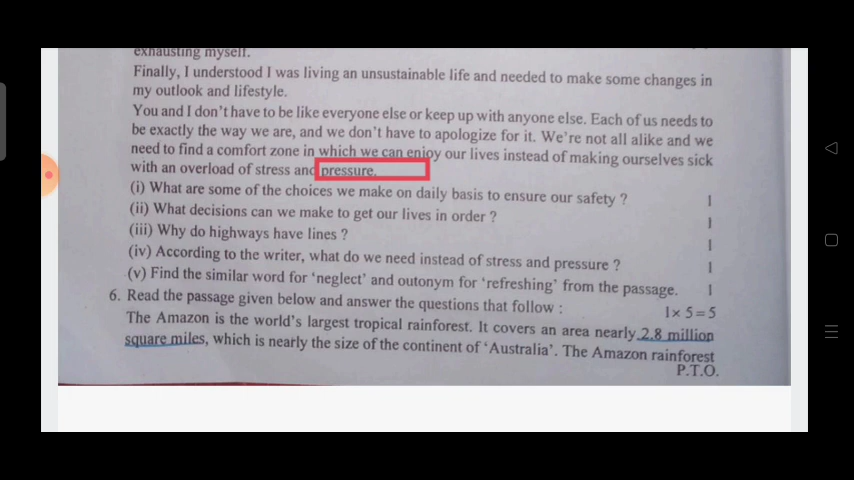 exhausting myself.
Finally, I understood I was living an unsustainable life and needed to make some changes in
my outlook and lifestyle.
You and I don't have to be like everyone else or keep up with anyone else. Each of us needs to
be exactly the way we are, and we don't have to apologize for it. We're not all alike and we
need to find a comfort zone in which we can enjoy our lives instead of making ourselves sick
with an overload of stress and pressure.
(i) What are some of the choices we make on daily basis to ensure our safety ? 1
(ii) What decisions can we make to get our lives in order ? 1
(iii) Why do highways have lines ? 1
(iv) According to the writer, what do we need instead of stress and pressure ? 1
(v) Find the similar word for 'neglect' and outonym for 'refreshing' from the passage. 1
6. Read the passage given below and answer the questions that follow : 1× 5=5
The Amazon is the world's largest tropical rainforest. It covers an area nearly 2.8 million
square miles, which is nearly the size of the continent of 'Australia'. The Amazon rainforest
P.T.O.